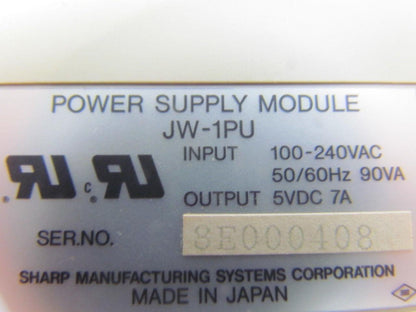 POWER SUPPLY MODULE
JW-1PU
INPUT 100-240VAC
50/60Hz 90VA
OUTPUT 5VDC 7A
SER.NO. 8E000408
SHARP MANUFACTURING SYSTEMS CORPORATION
MADE IN JAPAN